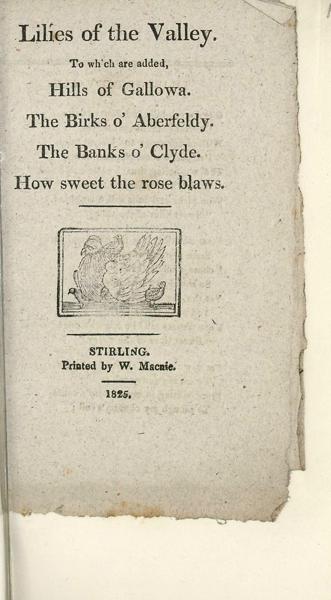 Lilies of the Valley.
To wh'ch are added,
Hills of Gallowa.
The Birks o' Aberfeldy.
The Banks o' Clyde.
How sweet the rose blaws.
STIRLING.
Printed by W. Macnie.
1825.